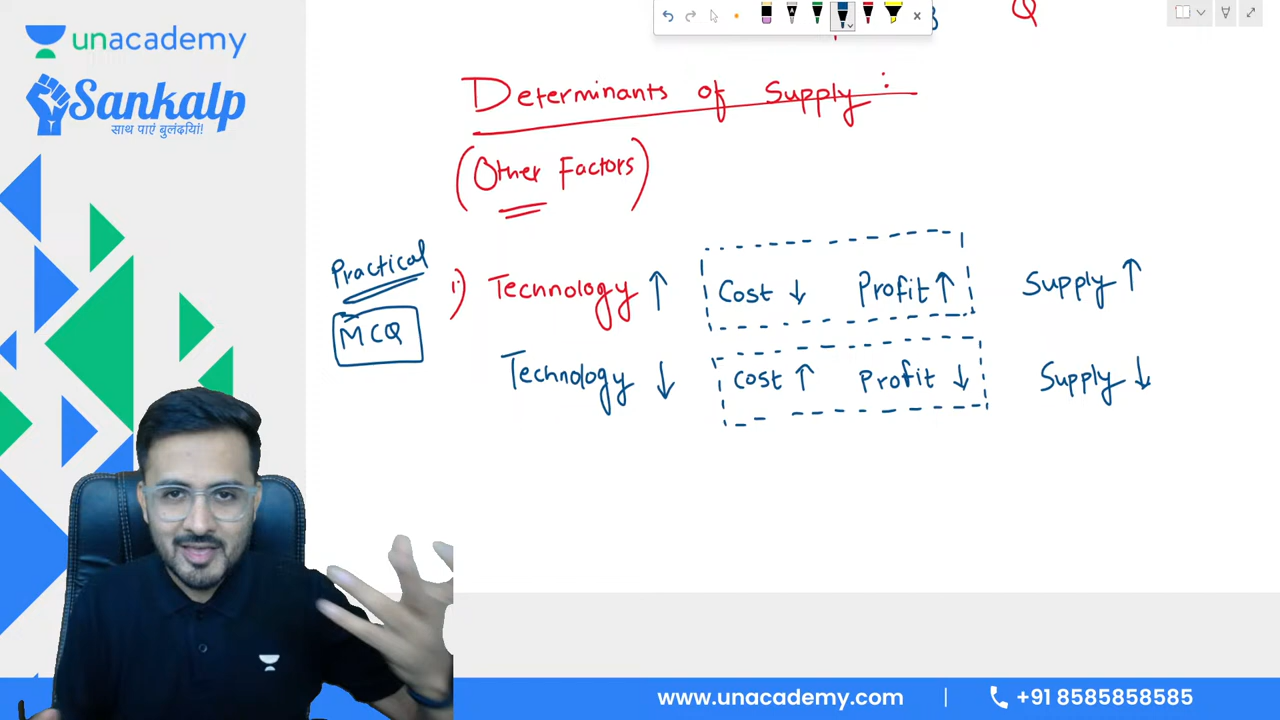 unacademy
Sankalp
साथ पाएं बुलंदियां!
Q
Determinants of Supply :
(Other Factors)
Practical
MCQ
1.) Technology ↑ Cost ↓ Profit ↑ Supply ↑
Technology ↓ Cost ↑ Profit ↓ Supply ↓
www.unacademy.com | +91 8585858585